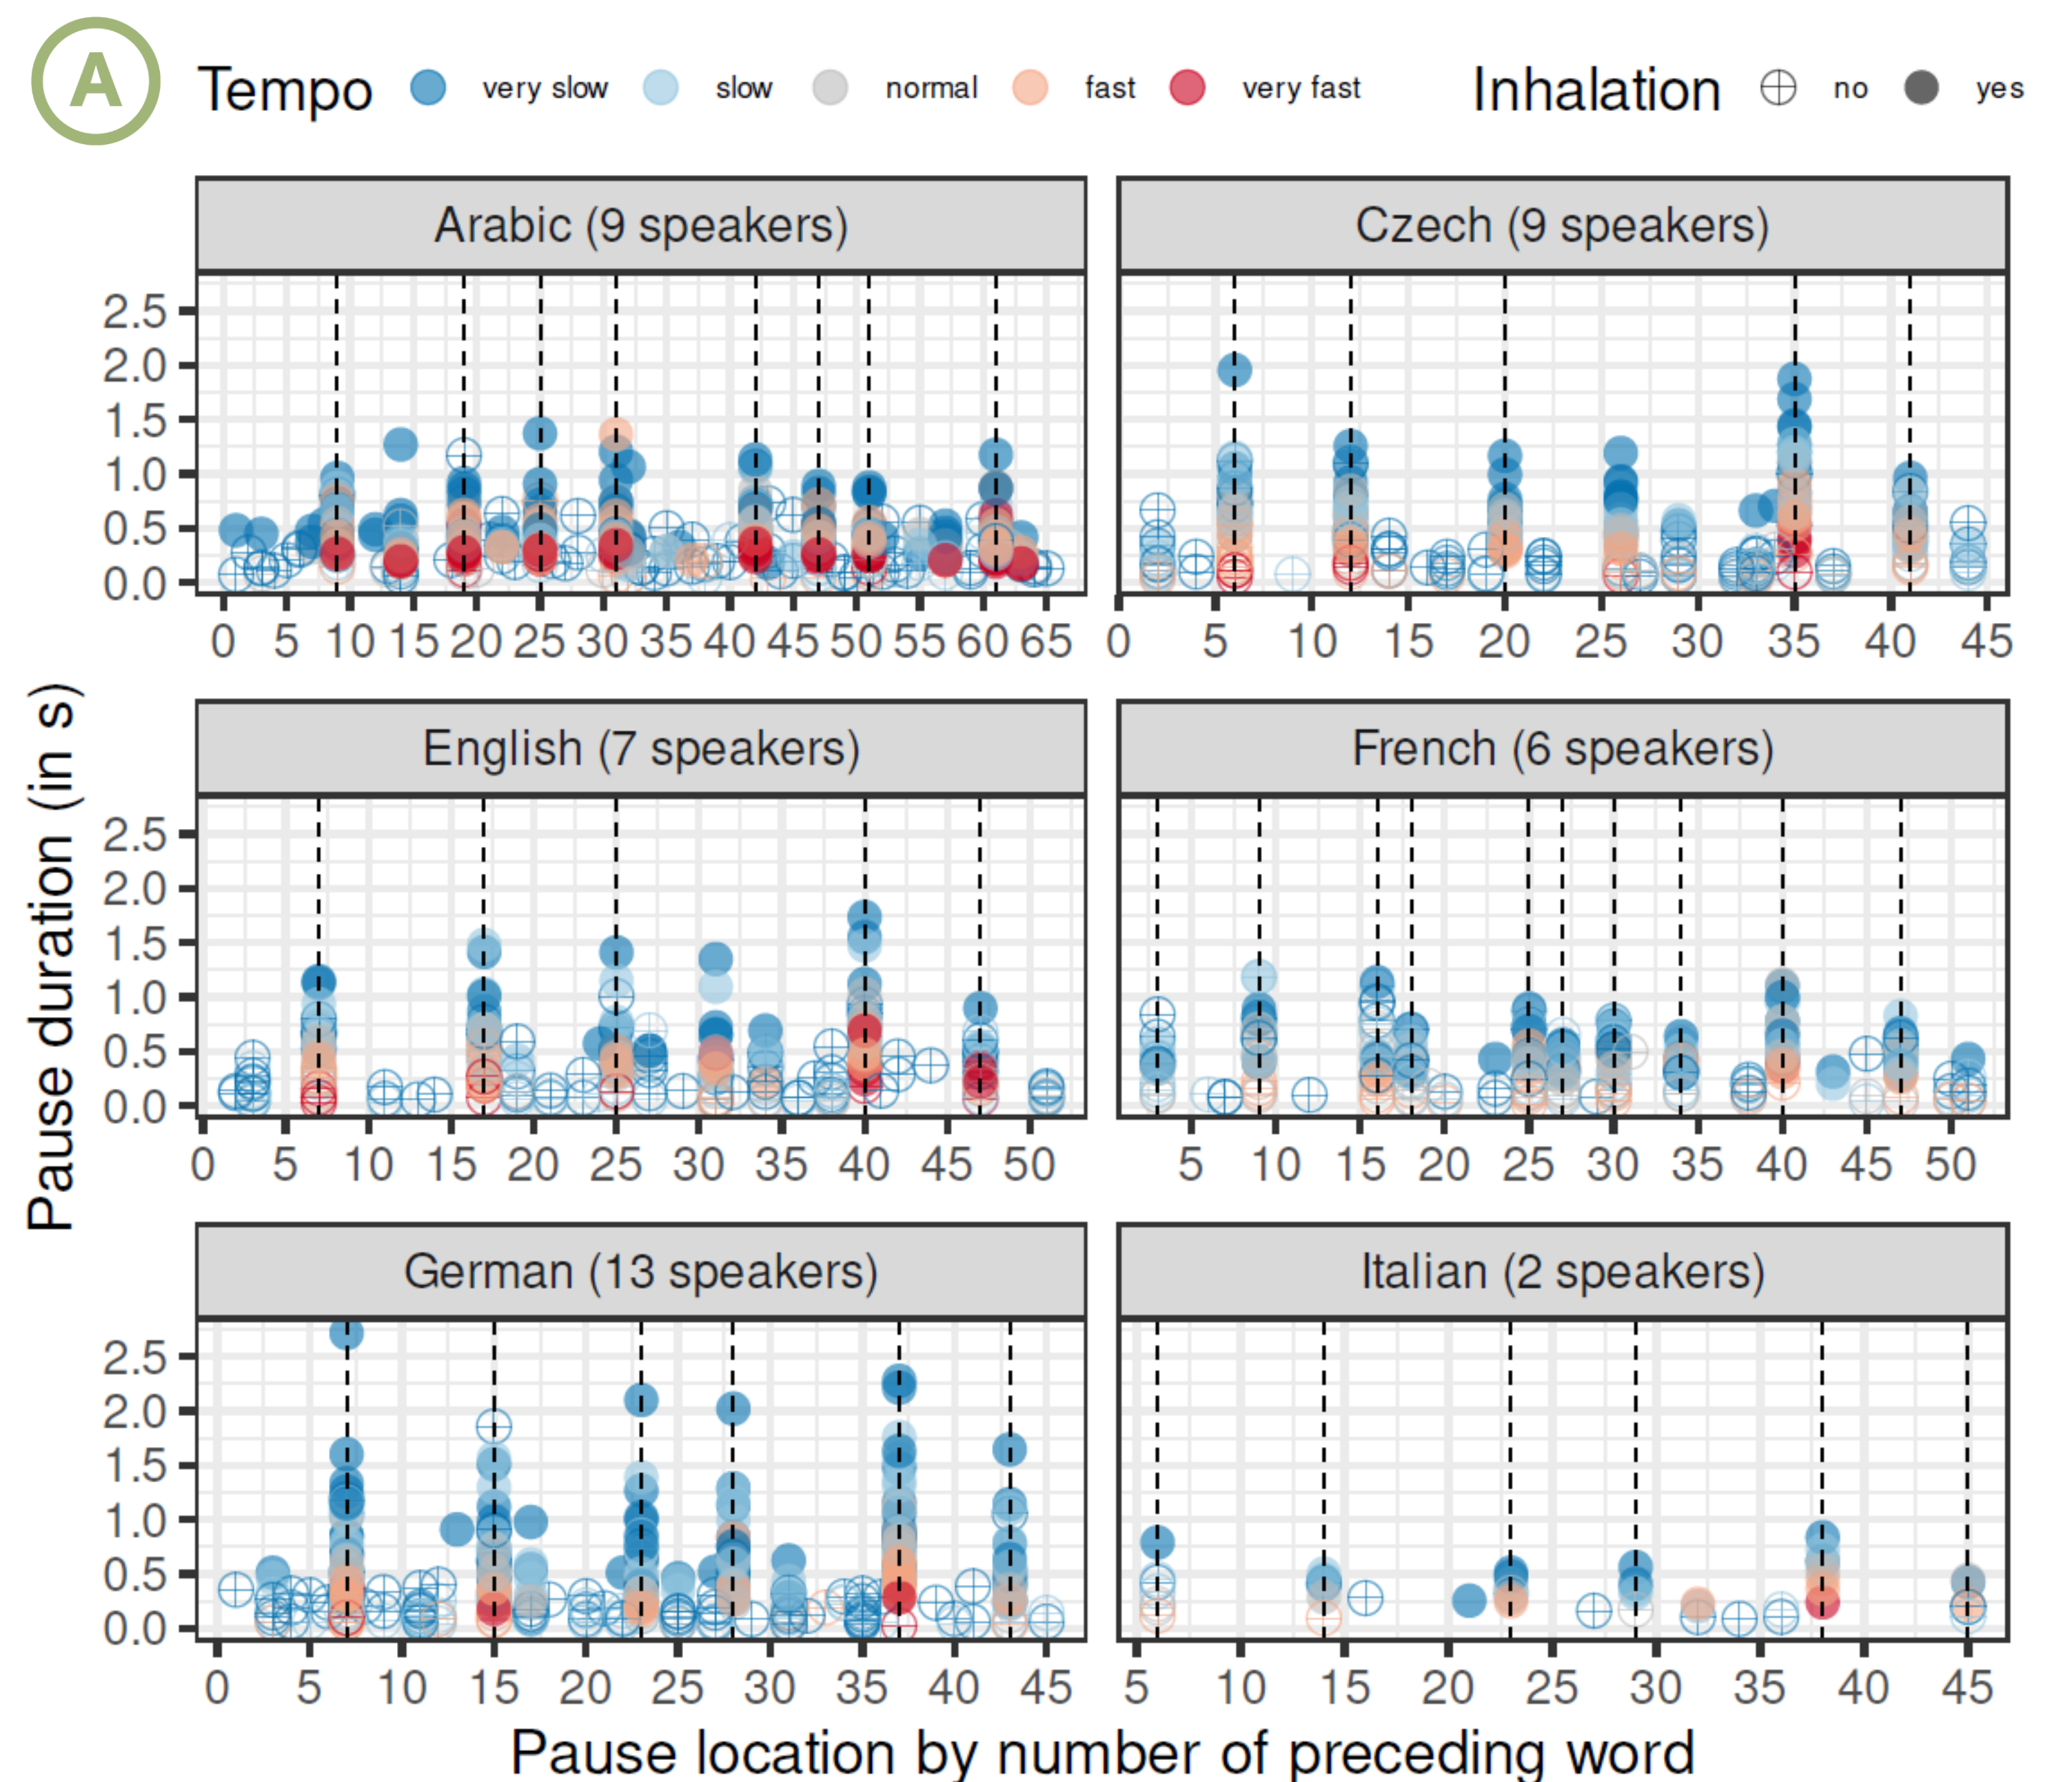 A
Tempo very slow slow normal fast very fast Inhalation no yes
Arabic (9 speakers) Czech (9 speakers)
2.5
2.0
1.5
1.0
0.5
0.0
0 5 10 15 20 25 30 35 40 45 50 55 60 65
0 5 10 15 20 25 30 35 40 45
English (7 speakers) French (6 speakers)
2.5
2.0
1.5
1.0
0.5
0.0
0 5 10 15 20 25 30 35 40 45 50
5 10 15 20 25 30 35 40 45 50
German (13 speakers) Italian (2 speakers)
2.5
2.0
1.5
1.0
0.5
0.0
0 5 10 15 20 25 30 35 40 45
5 10 15 20 25 30 35 40 45
Pause duration (in s)
Pause location by number of preceding word